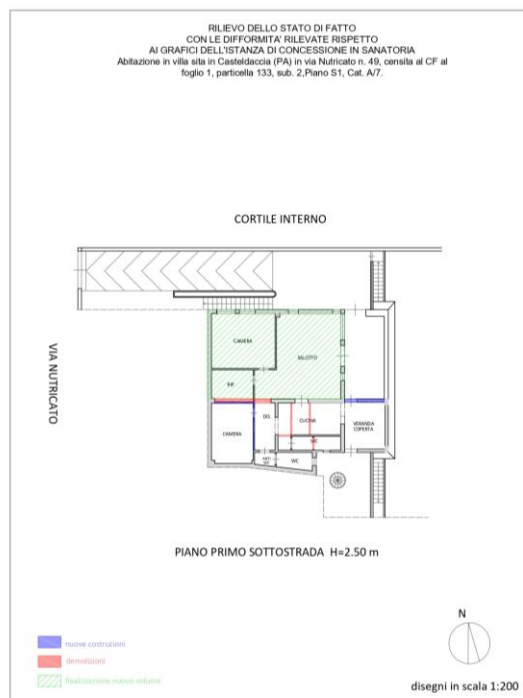 RILIEVO DELLO STATO DI FATTO
CON LE DIFFORMITA' RILEVATE RISPETTO
AI GRAFICI DELL'ISTANZA DI CONCESSIONE IN SANATORIA
Abitazione in villa sita in Casteldaccia (PA) in via Nutricato n. 49, censita al CF al
foglio 1, particella 133, sub. 2,Piano S1, Cat. A/7.
CORTILE INTERNO
VIA NUTRICATO
CAMERA
SALOTTO
RIP.
DIS.
CUCINA
CAMERA
VERANDA
COPERTA
WC
ANTI
WC
WC
PIANO PRIMO SOTTOSTRADA H=2.50 m
N
nuove costruzioni
demolizioni
Realizzazione nuovo volume
disegni in scala 1:200